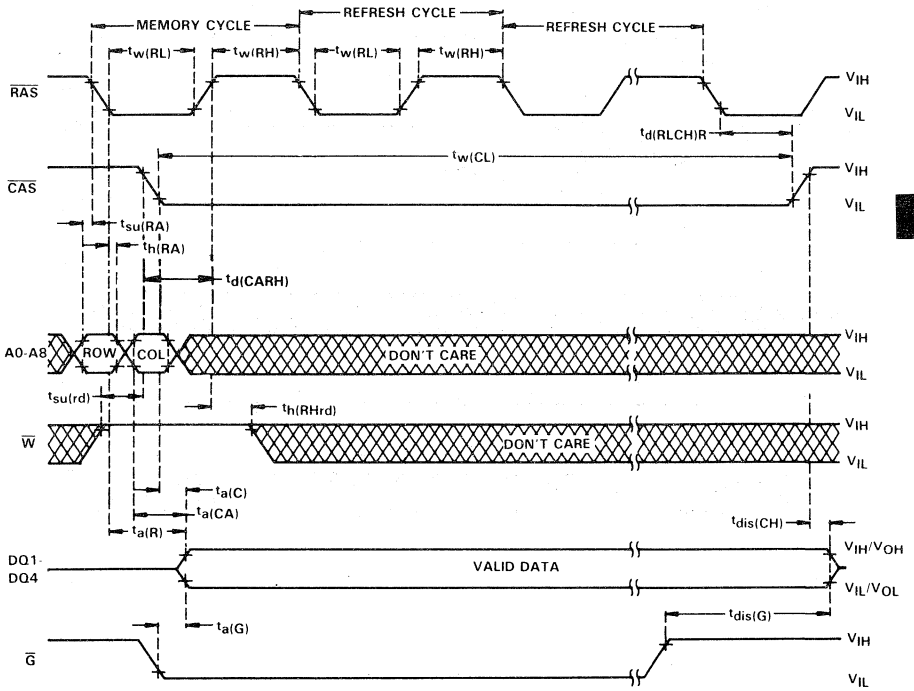 MEMORY CYCLE
REFRESH CYCLE
REFRESH CYCLE
tw(RL)
tw(RH)
tw(RL)
tw(RH)
RAS
VIH
VIL
td(RLCH)R
tw(CL)
CAS
VIH
VIL
tsu(RA)
th(RA)
td(CARH)
A0-A8
ROW
COL
DON'T CARE
VIH
VIL
tsu(rd)
th(RHrd)
W
DON'T CARE
VIH
VIL
ta(C)
ta(CA)
ta(R)
tdis(CH)
DQ1-
DQ4
VALID DATA
VIH/VOH
VIL/VOL
ta(G)
tdis(G)
G
VIH
VIL